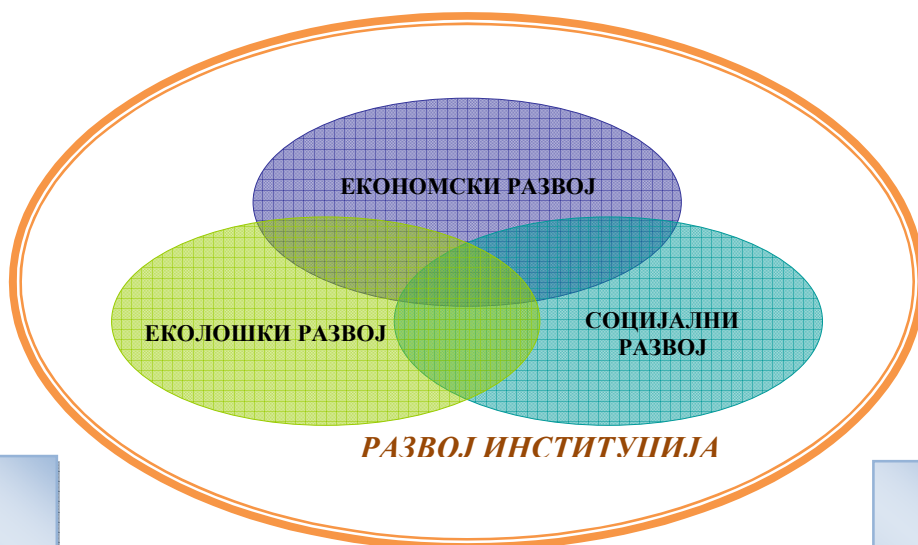 ЕКОНОМСКИ РАЗВОЈ
ЕКОЛОШКИ РАЗВОЈ
СОЦИЈАЛНИ
РАЗВОЈ
РАЗВОЈ ИНСТИТУЦИЈА